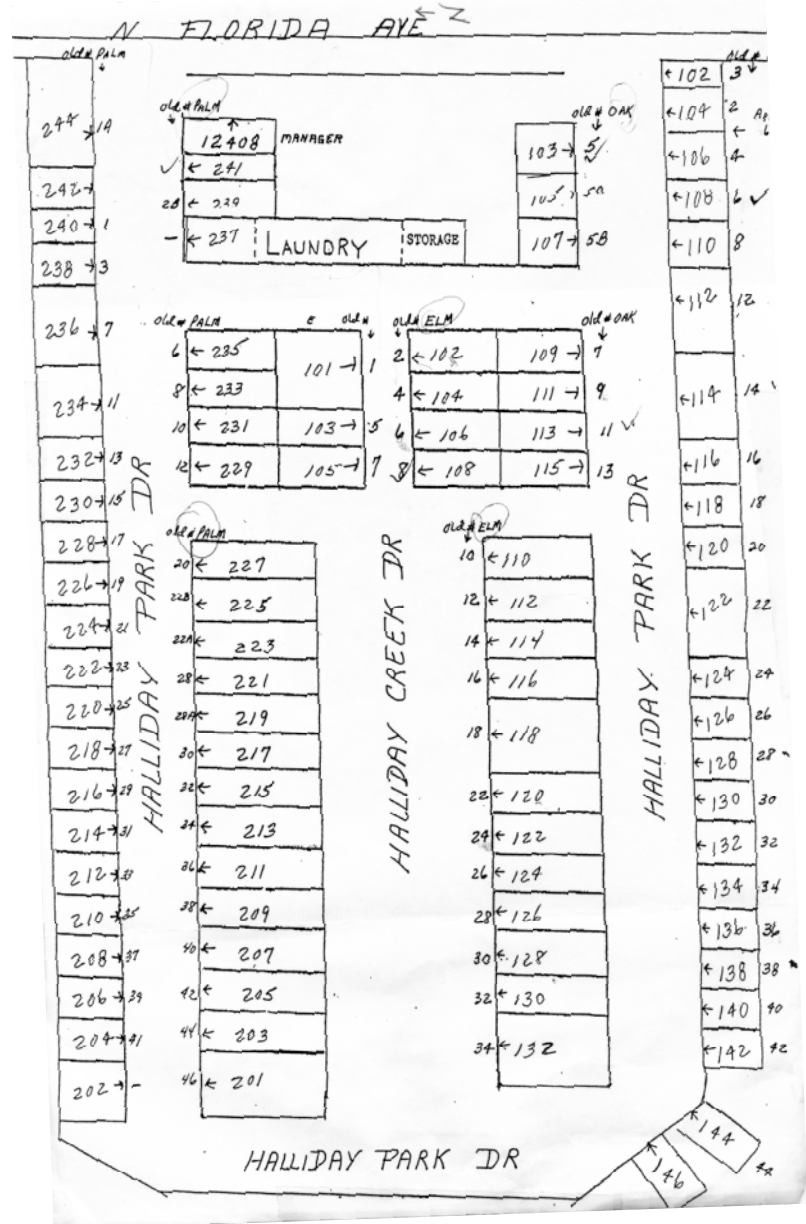 N FLORIDA AVE ← N
old # PALM
244 → 19
242 →
240 → 1
238 → 3
236 → 7
234 → 11
232 → 13
230 → 15
228 → 17
226 → 19
224 → 21
222 → 23
220 → 25
218 → 27
216 → 29
214 → 31
212 → 33
210 → 35
208 → 37
206 → 39
204 → 41
202 → -
HALLIDAY PARK DR
old # PALM
↑
12408 MANAGER
✓ ← 241
2B ← 239
- ← 237
LAUNDRY
STORAGE
old # OAK
103 → 5 ✓
105 → 5A
107 → 5B
old # PALM
6 ← 235
8 ← 233
10 ← 231
12 ← 229
E old #
101 → 1
103 → 5
105 → 7
old # ELM
2 ← 102
4 ← 104
6 ← 106
8 ← 108
old # OAK
109 → 7
111 → 9
113 → 11 ✓
115 → 13
old # PALM
20 ← 227
22B ← 225
22A ← 223
28 ← 221
28A ← 219
30 ← 217
32 ← 215
34 ← 213
36 ← 211
38 ← 209
40 ← 207
42 ← 205
44 ← 203
46 ← 201
HALLIDAY CREEK DR
old # ELM
10 ← 110
12 ← 112
14 ← 114
16 ← 116
18 ← 118
22 ← 120
24 ← 122
26 ← 124
28 ← 126
30 ← 128
32 ← 130
34 ← 132
HALLIDAY PARK DR
old #
← 102 3
← 104 2
← 106 4
← 108 6 ✓
← 110 8
← 112 12
← 114 14
← 116 16
← 118 18
← 120 20
← 122 22
← 124 24
← 126 26
← 128 28
← 130 30
← 132 32
← 134 34
← 136 36
← 138 38
← 140 40
← 142 42
144 44
146
HALLIDAY PARK DR